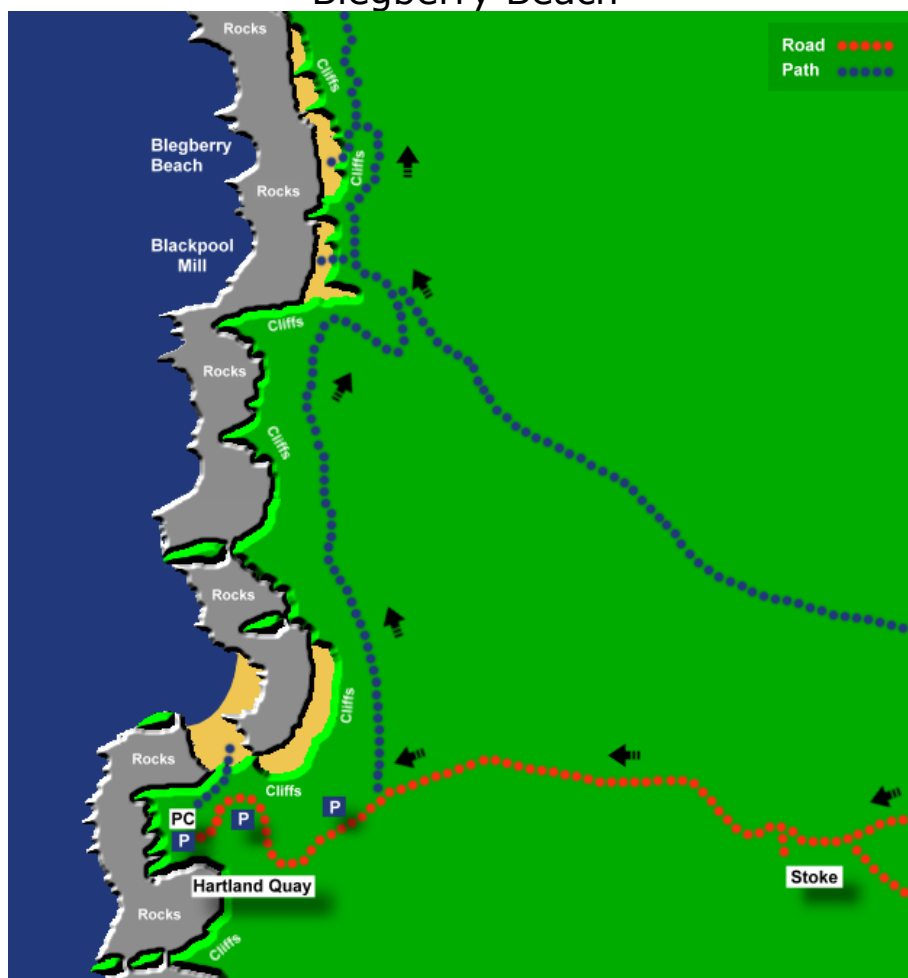 Blegberry Beach
Road
Path
Rocks
Cliffs
Blegberry
Beach
Cliffs
Rocks
Blackpool
Mill
Cliffs
Rocks
Cliffs
Rocks
Cliffs
Rocks
Cliffs
PC
P
P
P
Hartland Quay
Stoke
Rocks
Cliffs